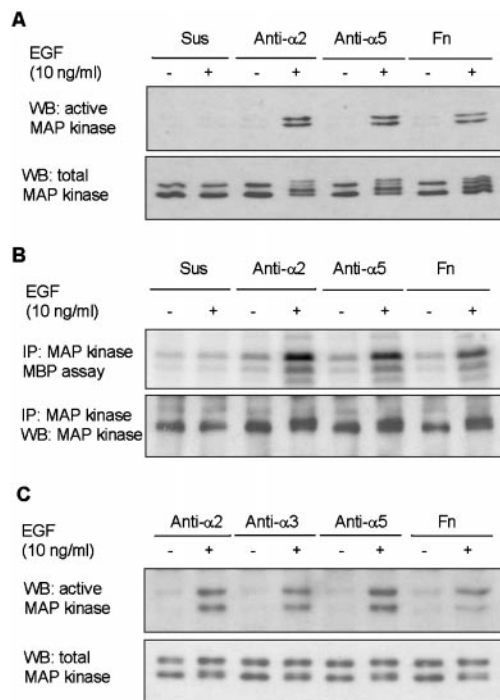 A
Sus Anti-α2 Anti-α5 Fn
EGF
(10 ng/ml) - + - + - + - +
WB: active
MAP kinase
WB: total
MAP kinase
B
Sus Anti-α2 Anti-α5 Fn
EGF
(10 ng/ml) - + - + - + - +
IP: MAP kinase
MBP assay
IP: MAP kinase
WB: MAP kinase
C
Anti-α2 Anti-α3 Anti-α5 Fn
EGF
(10 ng/ml) - + - + - + - +
WB: active
MAP kinase
WB: total
MAP kinase